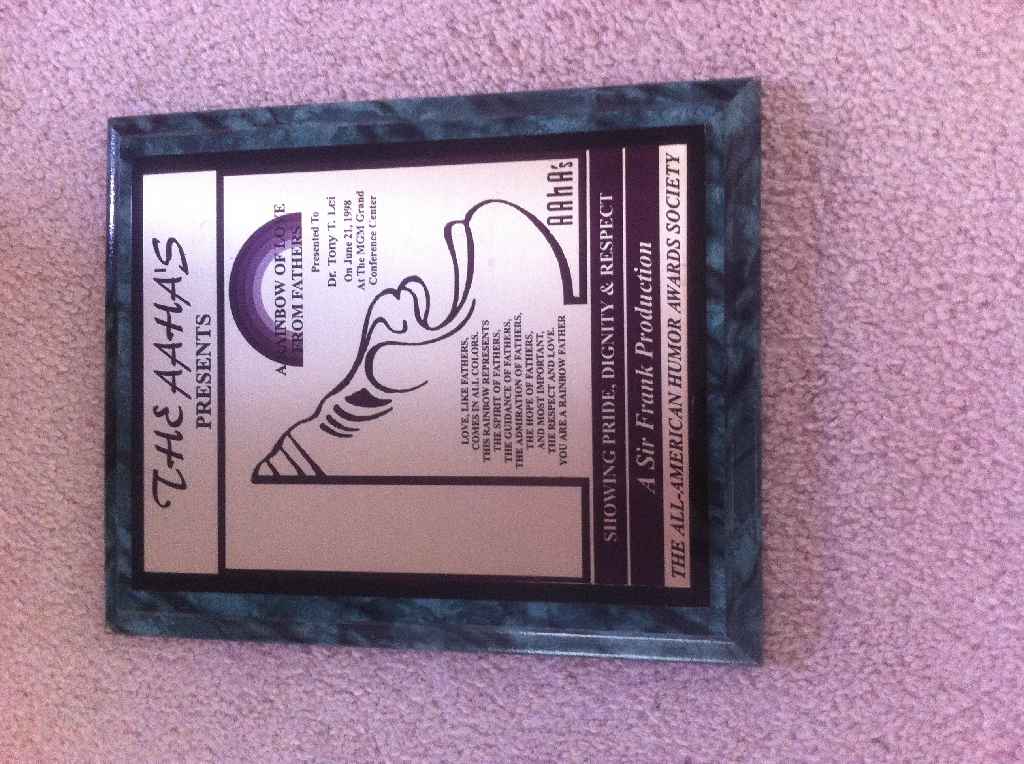 THE AAHA'S
PRESENTS
A RAINBOW OF LOVE
FROM FATHERS
Presented To
Dr. Tony T. Lei
On June 21, 1998
At The MGM Grand
Conference Center
LOVE, LIKE FATHERS,
COMES IN ALL COLORS.
THIS RAINBOW REPRESENTS
THE SPIRIT OF FATHERS,
THE GUIDANCE OF FATHERS,
THE ADMIRATION OF FATHERS,
THE HOPE OF FATHERS,
AND MOST IMPORTANT,
THE RESPECT AND LOVE.
YOU ARE A RAINBOW FATHER
AAhA's
SHOWING PRIDE, DIGNITY & RESPECT
A Sir Frank Production
THE ALL-AMERICAN HUMOR AWARDS SOCIETY